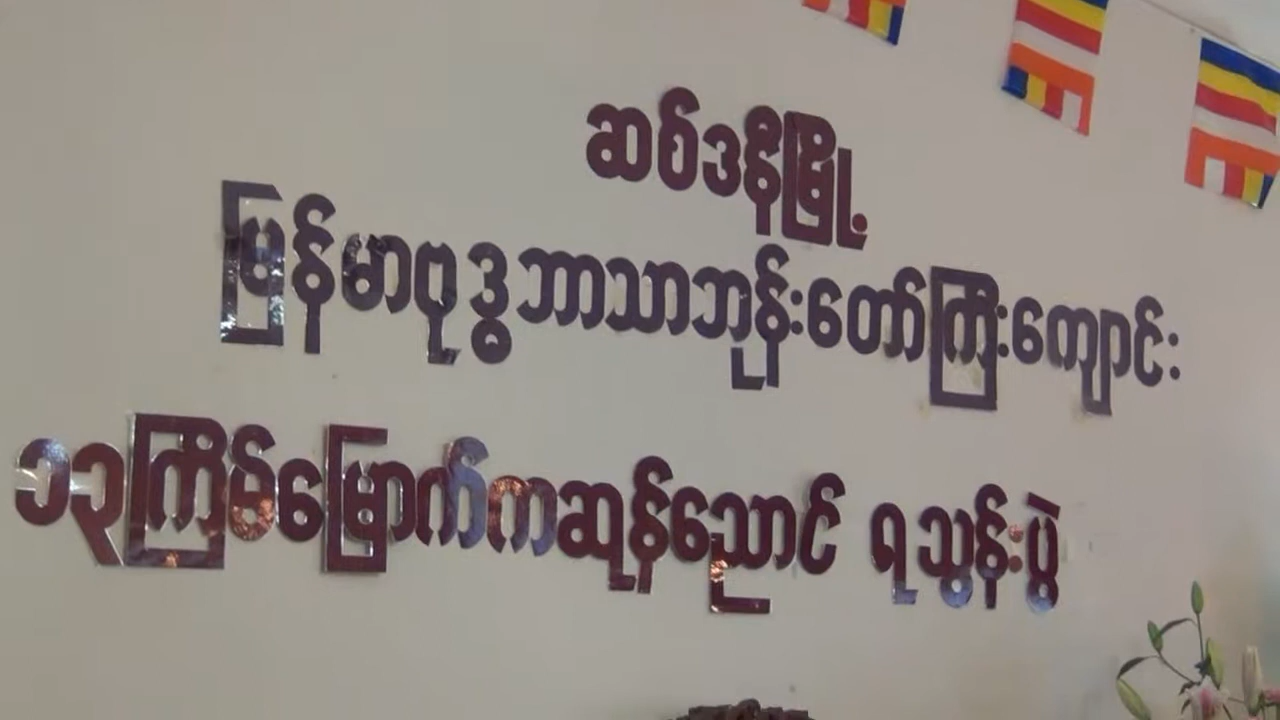 ဆစ်ဒနီမြို့
မြန်မာဗုဒ္ဓဘာသာဘုန်းတော်ကြီးကျောင်း
၁၃ကြိမ်မြောက်ကဆုန်ညောင် ရေသွန်းပွဲ